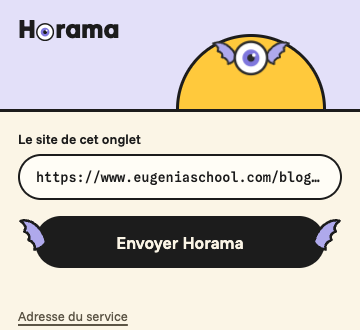 Horama
Le site de cet onglet
https://www.eugeniaschool.com/blog…
Envoyer Horama
Adresse du service